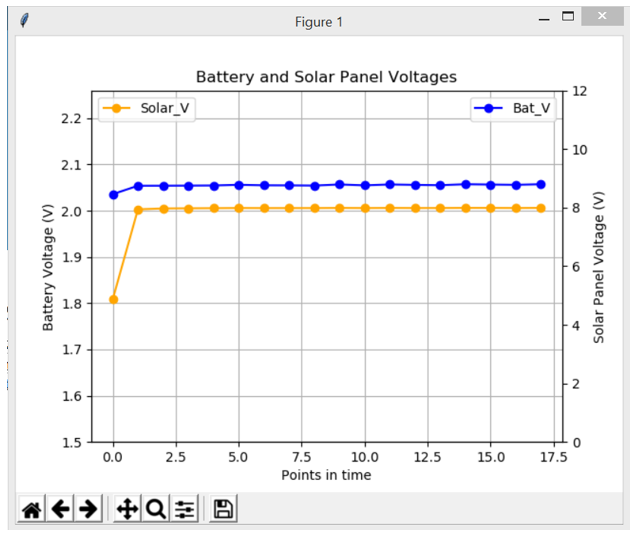 Figure 1
Battery and Solar Panel Voltages
Solar_V
Bat_V
2.2
2.1
2.0
1.9
1.8
1.7
1.6
1.5
Battery Voltage (V)
12
10
8
6
4
2
0
Solar Panel Voltage (V)
0.0 2.5 5.0 7.5 10.0 12.5 15.0 17.5
Points in time